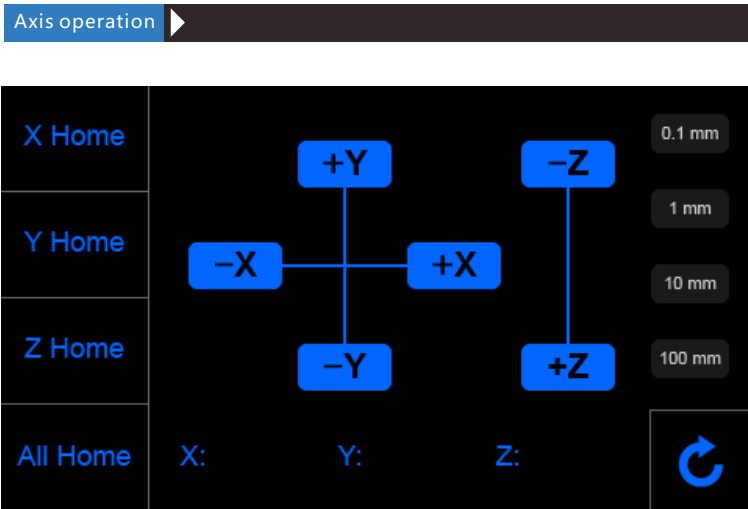 Axis operation
X Home
Y Home
Z Home
All Home
+Y
−X
+X
−Y
−Z
+Z
0.1 mm
1 mm
10 mm
100 mm
X:
Y:
Z: